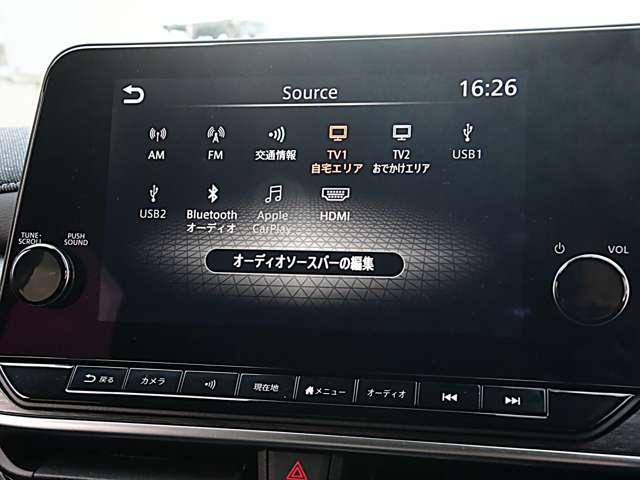 Source
16:26
AM
FM
交通情報
TV1
自宅エリア
TV2
おでかけエリア
USB1
USB2
Bluetooth
オーディオ
Apple
CarPlay
HDMI
オーディオソースバーの編集
TUNE・
SCROLL
PUSH
SOUND
VOL
戻る
カメラ
現在地
メニュー
オーディオ